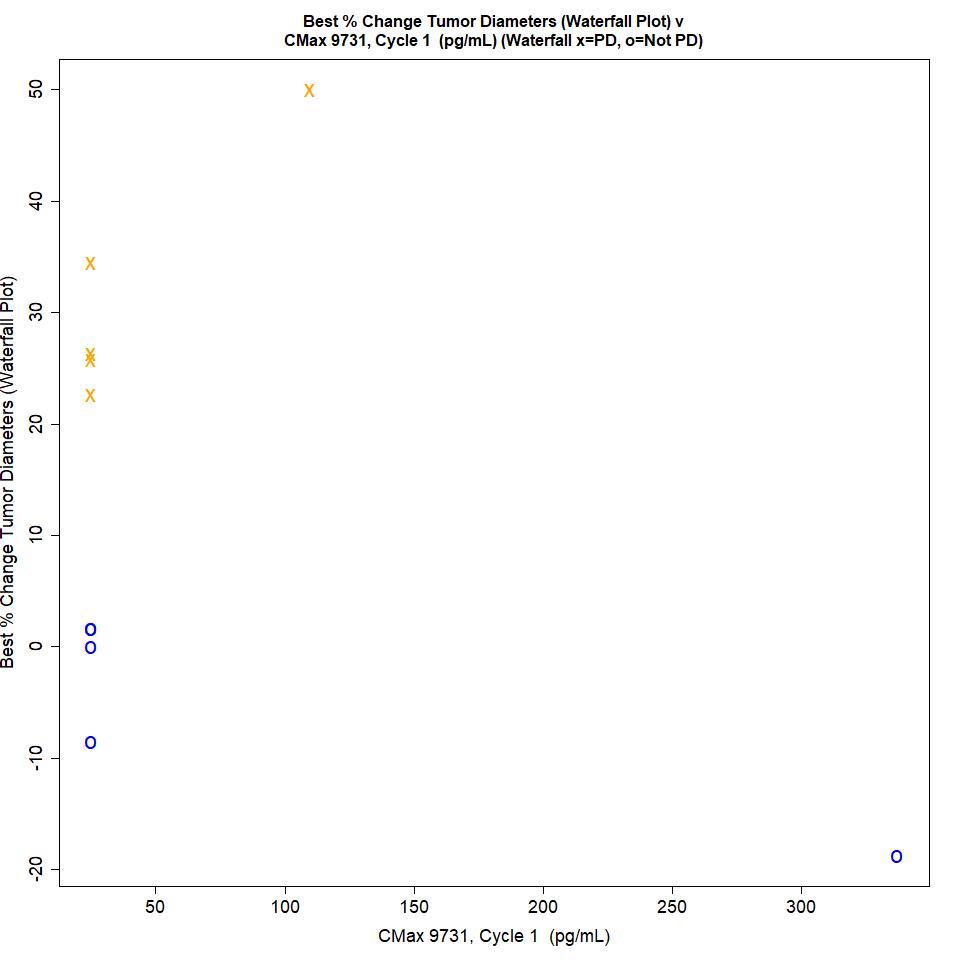 Best % Change Tumor Diameters (Waterfall Plot) v
CMax 9731, Cycle 1 (pg/mL) (Waterfall x=PD, o=Not PD)
Best % Change Tumor Diameters (Waterfall Plot)
50
40
30
20
10
0
-10
-20
X
X
X
X
X
O
O
O
O
50 100 150 200 250 300
CMax 9731, Cycle 1 (pg/mL)